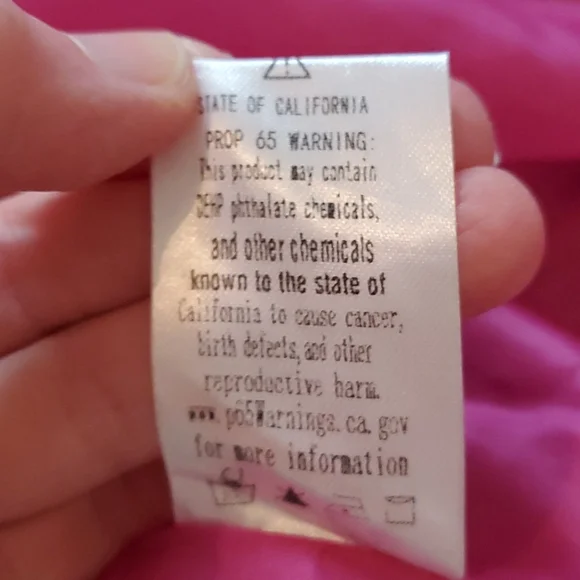 STATE OF CALIFORNIA
PROP 65 WARNING:
This product may contain
DEHP phthalate chemicals,
and other chemicals
known to the state of
California to cause cancer,
birth defects, and other
reproductive harm.
www.p65Warnings.ca.gov
for more information